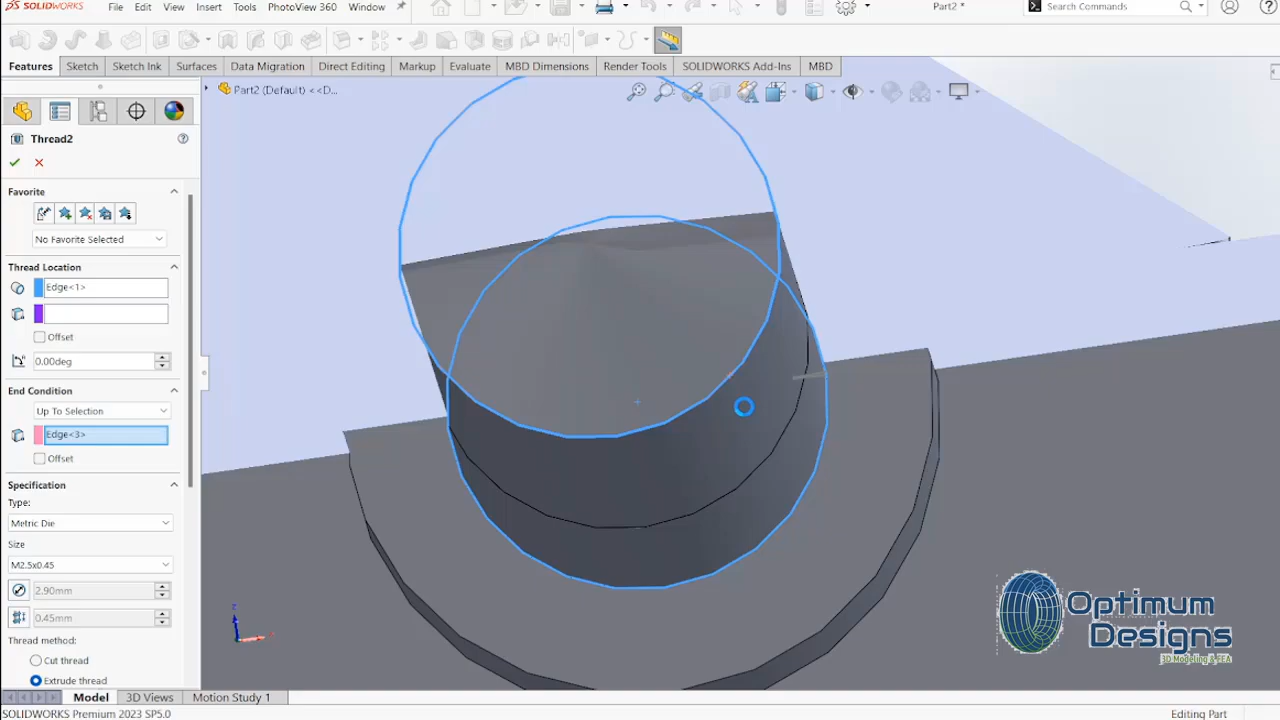 SOLIDWORKS File Edit View Insert Tools PhotoView 360 Window Part2 * Search Commands
Features Sketch Sketch Ink Surfaces Data Migration Direct Editing Markup Evaluate MBD Dimensions Render Tools SOLIDWORKS Add-Ins MBD
Part2 (Default) <<D...
Thread2
Favorite
No Favorite Selected
Thread Location
Edge<1>
Offset
0.00deg
End Condition
Up To Selection
Edge<3>
Offset
Specification
Type:
Metric Die
Size
M2.5x0.45
2.90mm
0.45mm
Thread method:
Cut thread
Extrude thread
Optimum
Designs
3D Modeling & FEA
Model 3D Views Motion Study 1
SOLIDWORKS Premium 2023 SP5.0 Editing Part